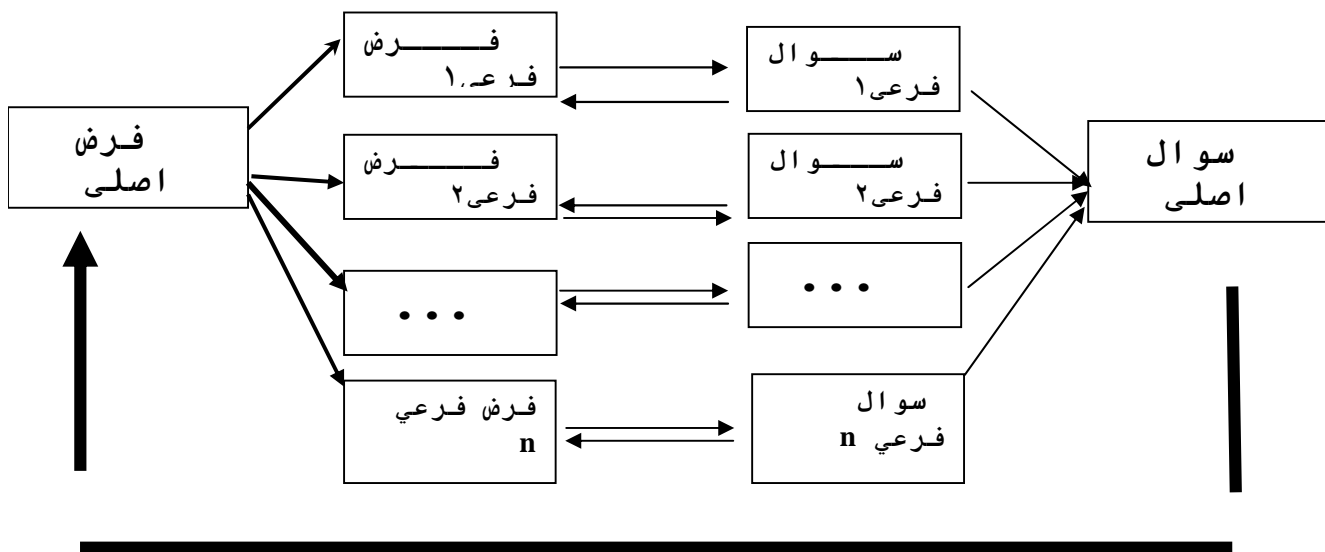 سوال
اصلی
سوال
فرعی۱
سوال
فرعی۲
...
سوال
فرعي n
فرض
فرعی۱
فرض
فرعی۲
...
فرض فرعي
n
فرض
اصلی